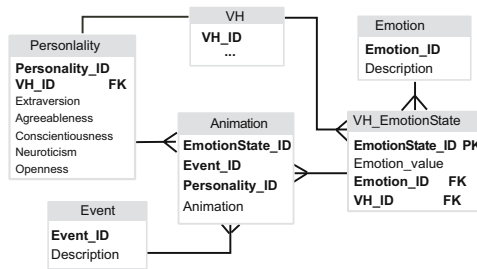 Personlality
Personality_ID
VH_ID FK
Extraversion
Agreeableness
Conscientiousness
Neuroticism
Openness
VH
VH_ID
...
Emotion
Emotion_ID
Description
Animation
EmotionState_ID
Event_ID
Personality_ID
Animation
VH_EmotionState
EmotionState_ID PK
Emotion_value
Emotion_ID FK
VH_ID FK
Event
Event_ID
Description